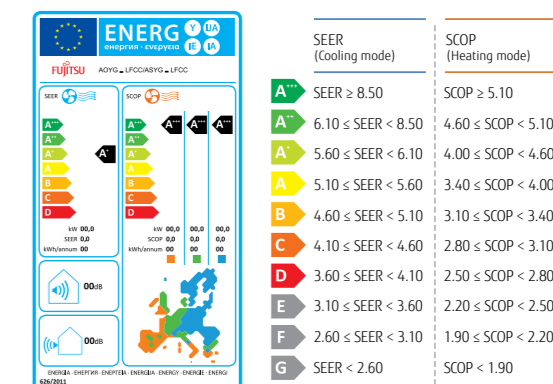 ENERG Y UA
енергия · ενεργεια IE IA
FUJITSU AOYG LFCC/ASYG LFCC
SEER SCOP
A+++ A+++ A+++ A+++ A+++
A++ A++
A+ A+ A+
A A
B B
C C
D D
kW 00,0 kW 00,0 00,0 00,0
SEER 0,0 SCOP 0,0 0,0 0,0
kWh/annum 00 kWh/annum 00 00 00
00dB
00dB
ENERGIA · ЕНЕРГИЯ · ΕΝΕΡΓΕΙΑ · ENERGIJA · ENERGY · ENERGIE · ENERGI
626/2011
SEER
(Cooling mode)
SCOP
(Heating mode)
A+++ SEER ≥ 8.50 SCOP ≥ 5.10
A++ 6.10 ≤ SEER < 8.50 4.60 ≤ SCOP < 5.10
A+ 5.60 ≤ SEER < 6.10 4.00 ≤ SCOP < 4.60
A 5.10 ≤ SEER < 5.60 3.40 ≤ SCOP < 4.00
B 4.60 ≤ SEER < 5.10 3.10 ≤ SCOP < 3.40
C 4.10 ≤ SEER < 4.60 2.80 ≤ SCOP < 3.10
D 3.60 ≤ SEER < 4.10 2.50 ≤ SCOP < 2.80
E 3.10 ≤ SEER < 3.60 2.20 ≤ SCOP < 2.50
F 2.60 ≤ SEER < 3.10 1.90 ≤ SCOP < 2.20
G SEER < 2.60 SCOP < 1.90